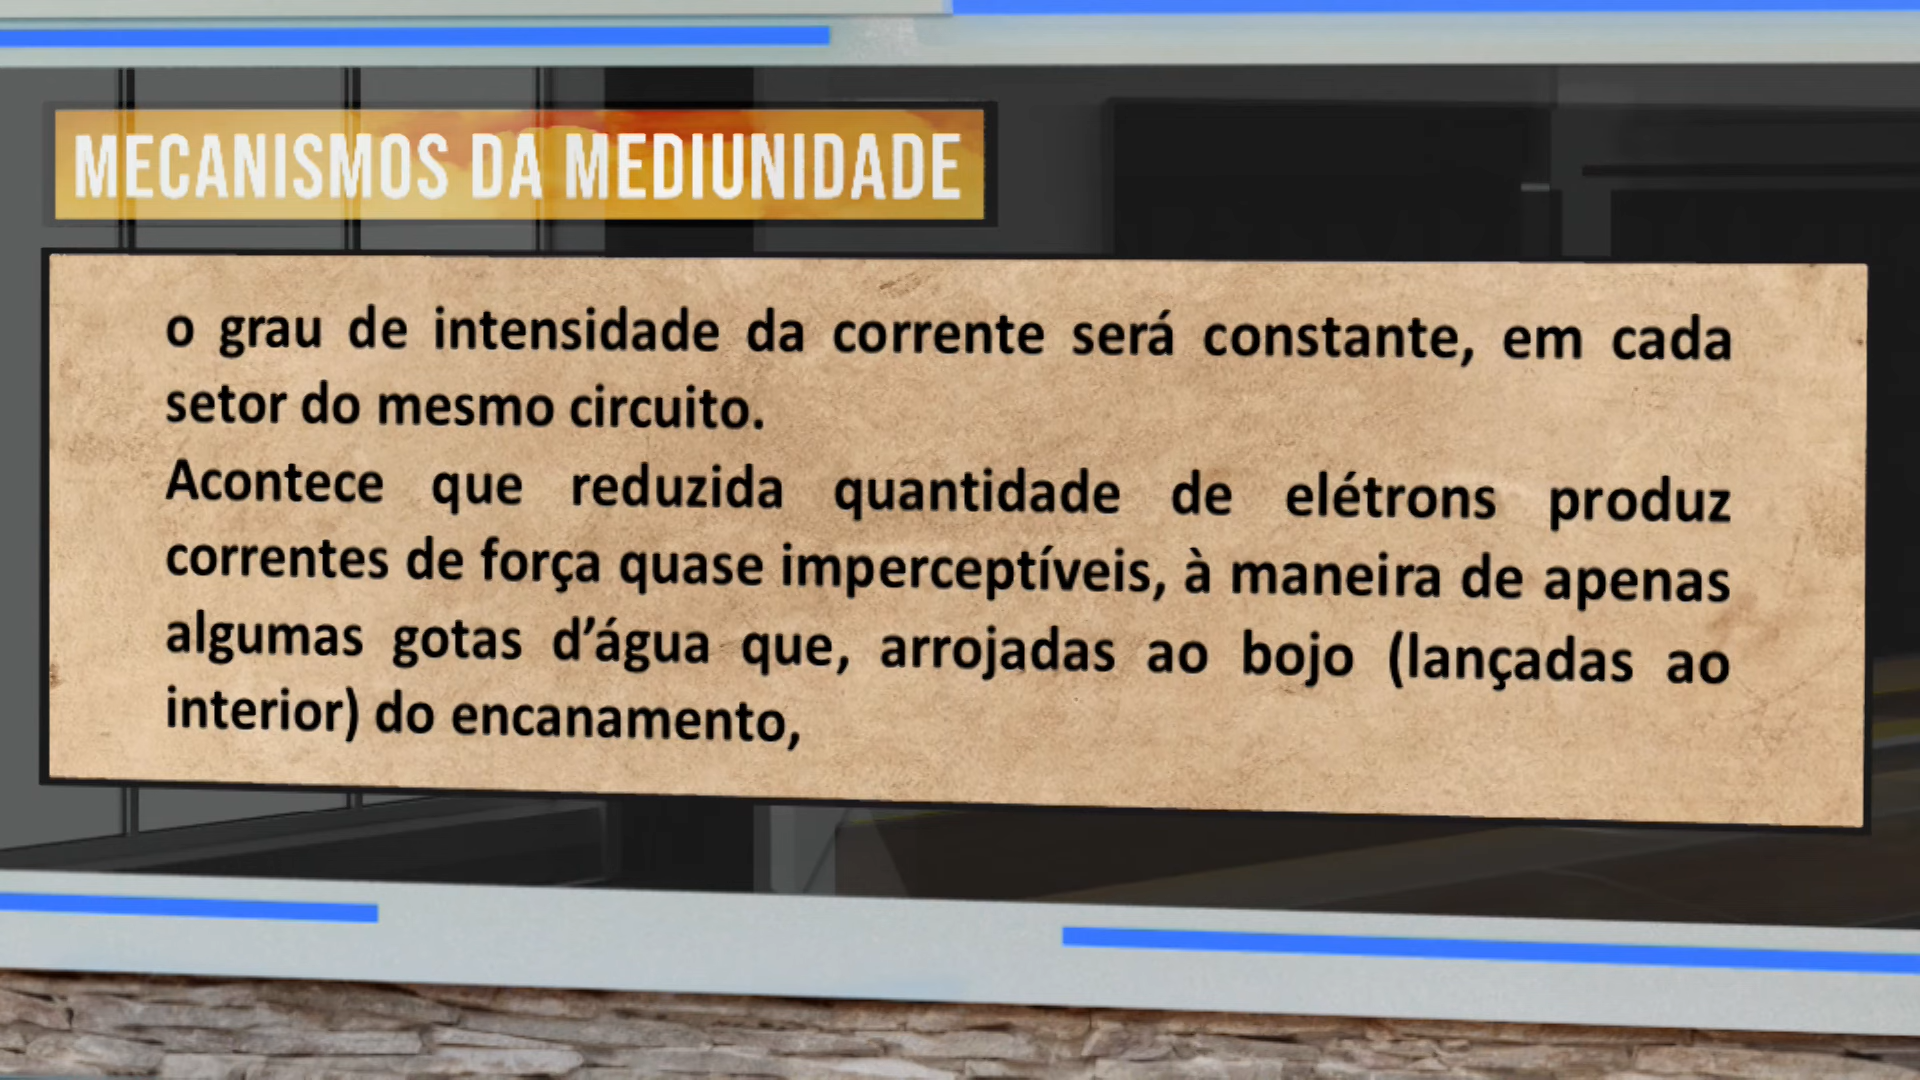 MECANISMOS DA MEDIUNIDADE
o grau de intensidade da corrente será constante, em cada
setor do mesmo circuito.
Acontece que reduzida quantidade de elétrons produz
correntes de força quase imperceptíveis, à maneira de apenas
algumas gotas d’água que, arrojadas ao bojo (lançadas ao
interior) do encanamento,